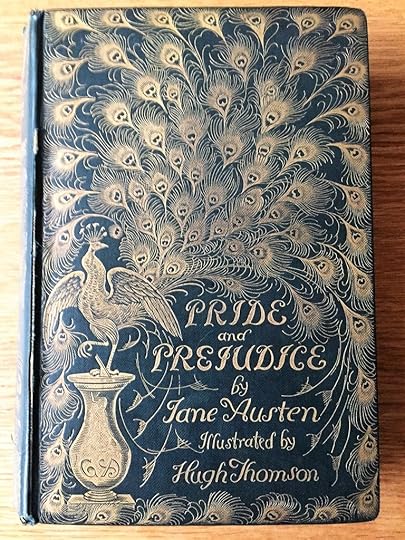 PRIDE
and
PREJUDICE
by
Jane Austen
Illustrated by
Hugh Thomson